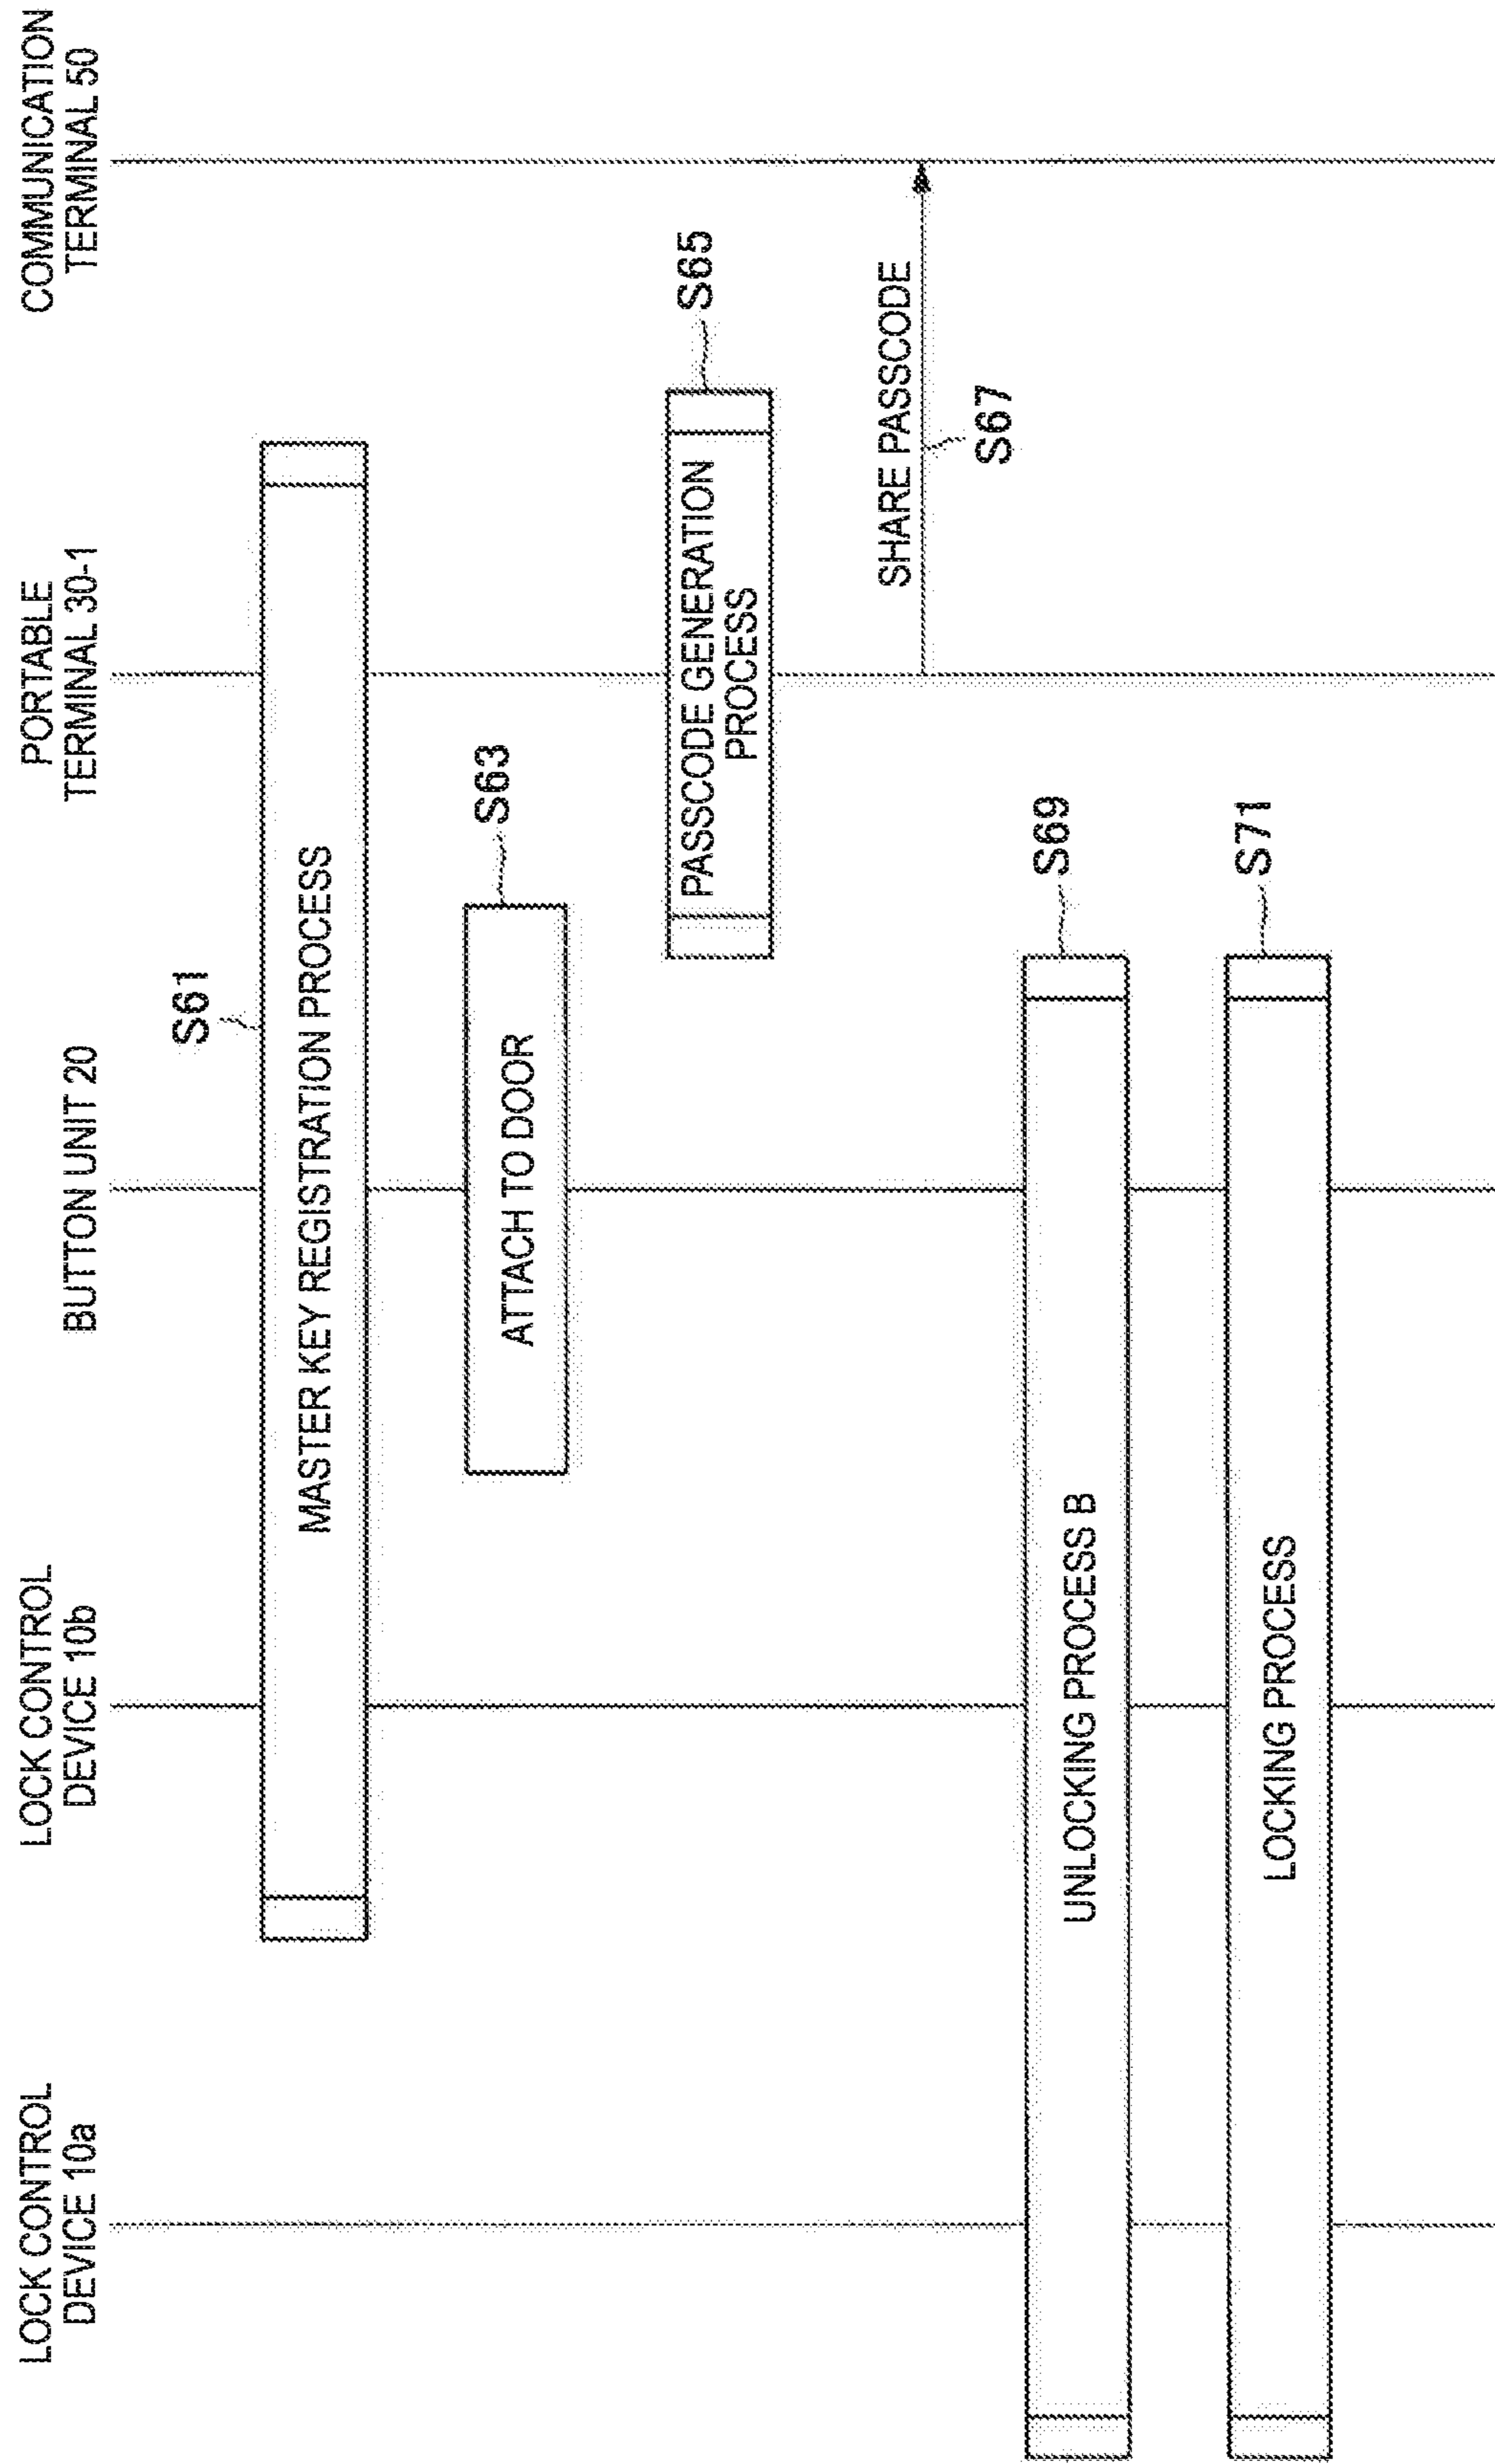 LOCK CONTROL
DEVICE 10a
LOCK CONTROL
DEVICE 10b
BUTTON UNIT 20
PORTABLE
TERMINAL 30-1
COMMUNICATION
TERMINAL 50
S61
MASTER KEY REGISTRATION PROCESS
S63
ATTACH TO DOOR
S65
PASSCODE GENERATION
PROCESS
SHARE PASSCODE
S67
S69
UNLOCKING PROCESS B
S71
LOCKING PROCESS